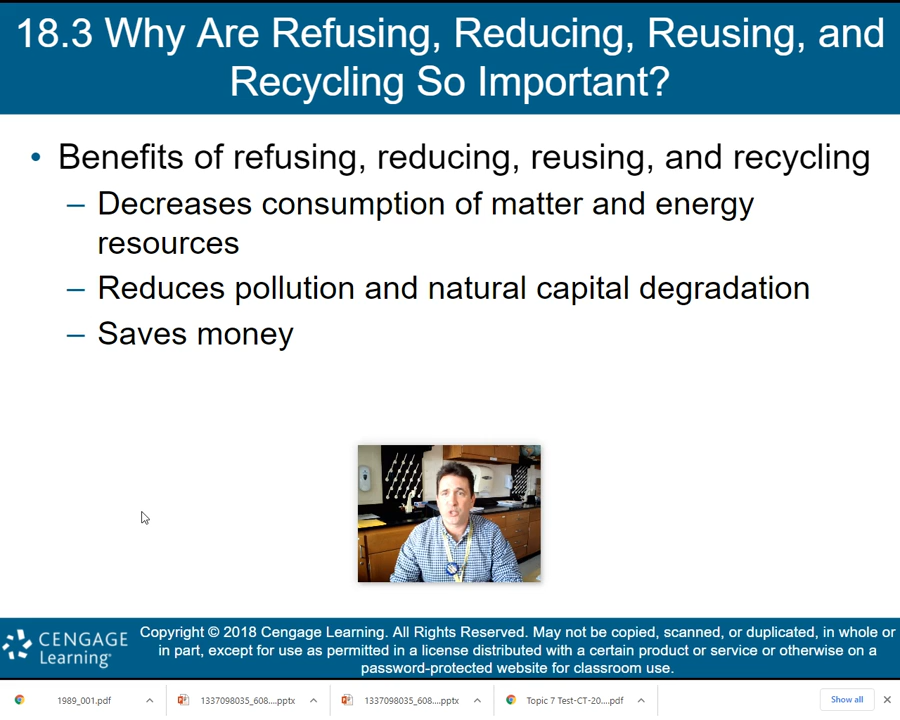 18.3 Why Are Refusing, Reducing, Reusing, and
Recycling So Important?
• Benefits of refusing, reducing, reusing, and recycling
– Decreases consumption of matter and energy
resources
– Reduces pollution and natural capital degradation
– Saves money
CENGAGE
Learning
Copyright © 2018 Cengage Learning. All Rights Reserved. May not be copied, scanned, or duplicated, in whole or
in part, except for use as permitted in a license distributed with a certain product or service or otherwise on a
password-protected website for classroom use.
1989_001.pdf
1337098035_608....pptx
1337098035_608....pptx
Topic 7 Test-CT-20....pdf
Show all